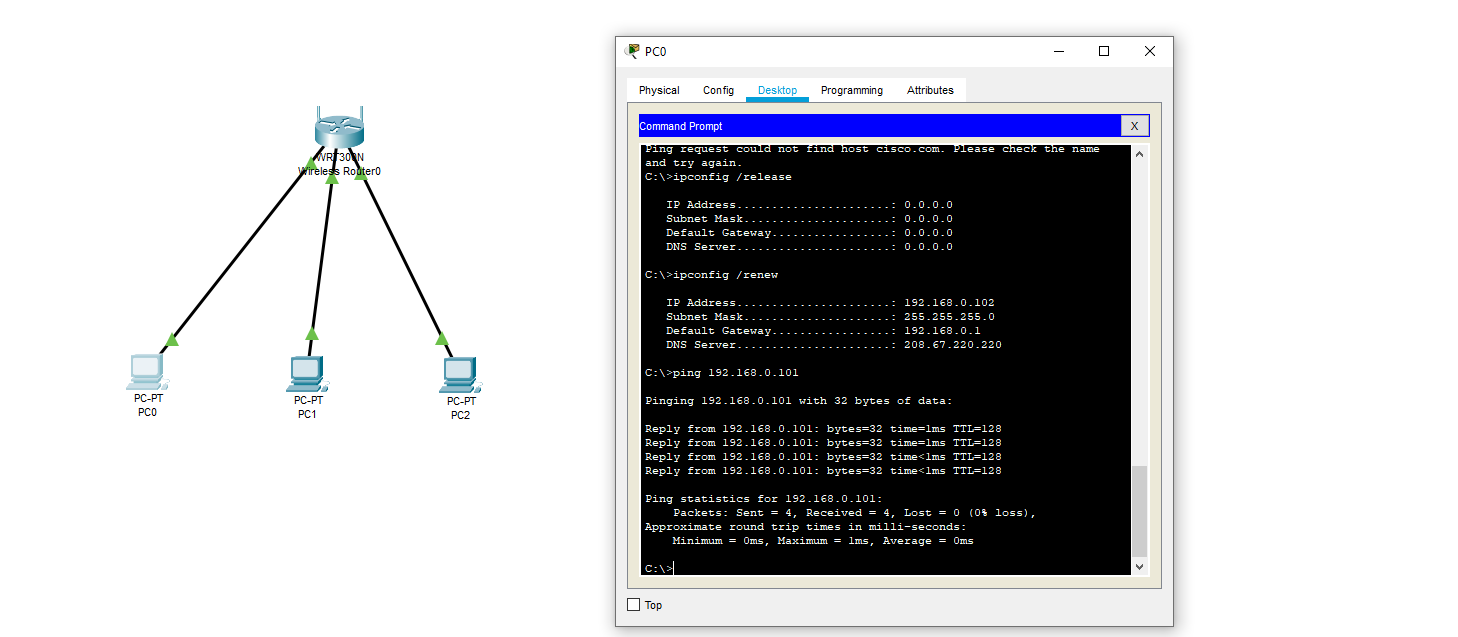 WRT300N
Wireless Router0
PC-PT
PC0
PC-PT
PC1
PC-PT
PC2
PC0
Physical Config Desktop Programming Attributes
Command Prompt X
Ping request could not find host cisco.com. Please check the name
and try again.
C:\>ipconfig /release
IP Address......................: 0.0.0.0
Subnet Mask.....................: 0.0.0.0
Default Gateway.................: 0.0.0.0
DNS Server......................: 0.0.0.0
C:\>ipconfig /renew
IP Address......................: 192.168.0.102
Subnet Mask.....................: 255.255.255.0
Default Gateway.................: 192.168.0.1
DNS Server......................: 208.67.220.220
C:\>ping 192.168.0.101
Pinging 192.168.0.101 with 32 bytes of data:
Reply from 192.168.0.101: bytes=32 time=1ms TTL=128
Reply from 192.168.0.101: bytes=32 time=1ms TTL=128
Reply from 192.168.0.101: bytes=32 time<1ms TTL=128
Reply from 192.168.0.101: bytes=32 time<1ms TTL=128
Ping statistics for 192.168.0.101:
Packets: Sent = 4, Received = 4, Lost = 0 (0% loss),
Approximate round trip times in milli-seconds:
Minimum = 0ms, Maximum = 1ms, Average = 0ms
C:\>
Top